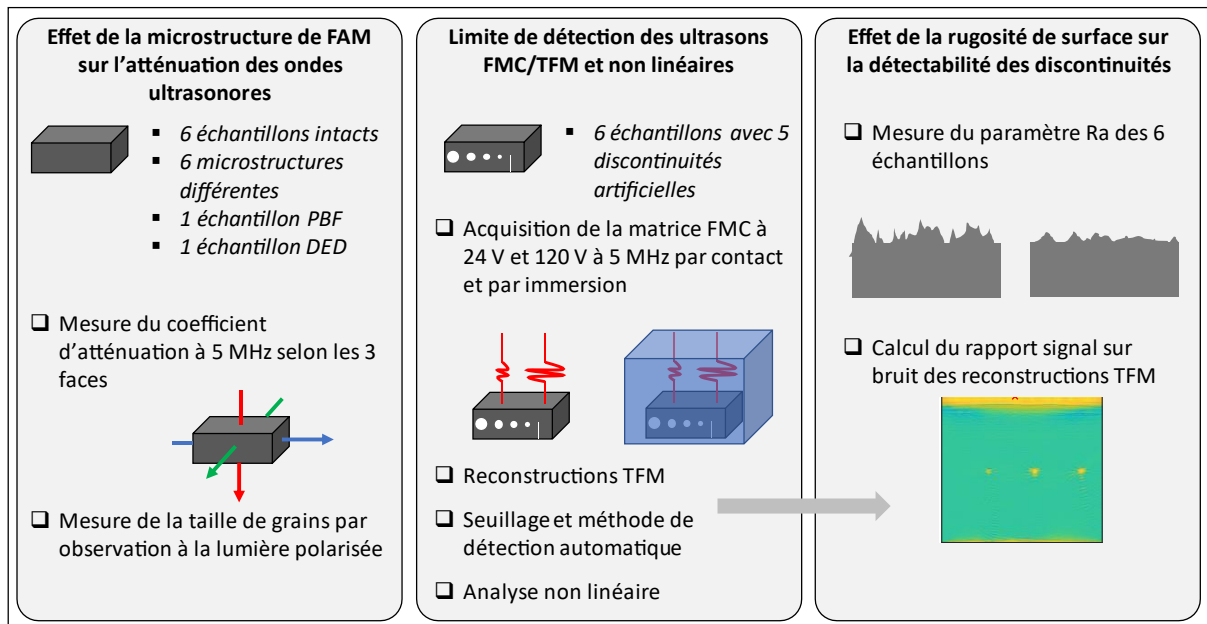 Effet de la microstructure de FAM
sur l'atténuation des ondes
ultrasonores
6 échantillons intacts
6 microstructures
différentes
1 échantillon PBF
1 échantillon DED
Mesure du coefficient
d'atténuation à 5 MHz selon les 3
faces
Mesure de la taille de grains par
observation à la lumière polarisée
Limite de détection des ultrasons
FMC/TFM et non linéaires
6 échantillons avec 5
discontinuités
artificielles
Acquisition de la matrice FMC à
24 V et 120 V à 5 MHz par contact
et par immersion
Reconstructions TFM
Seuillage et méthode de
détection automatique
Analyse non linéaire
Effet de la rugosité de surface sur
la détectabilité des discontinuités
Mesure du paramètre Ra des 6
échantillons
Calcul du rapport signal sur
bruit des reconstructions TFM